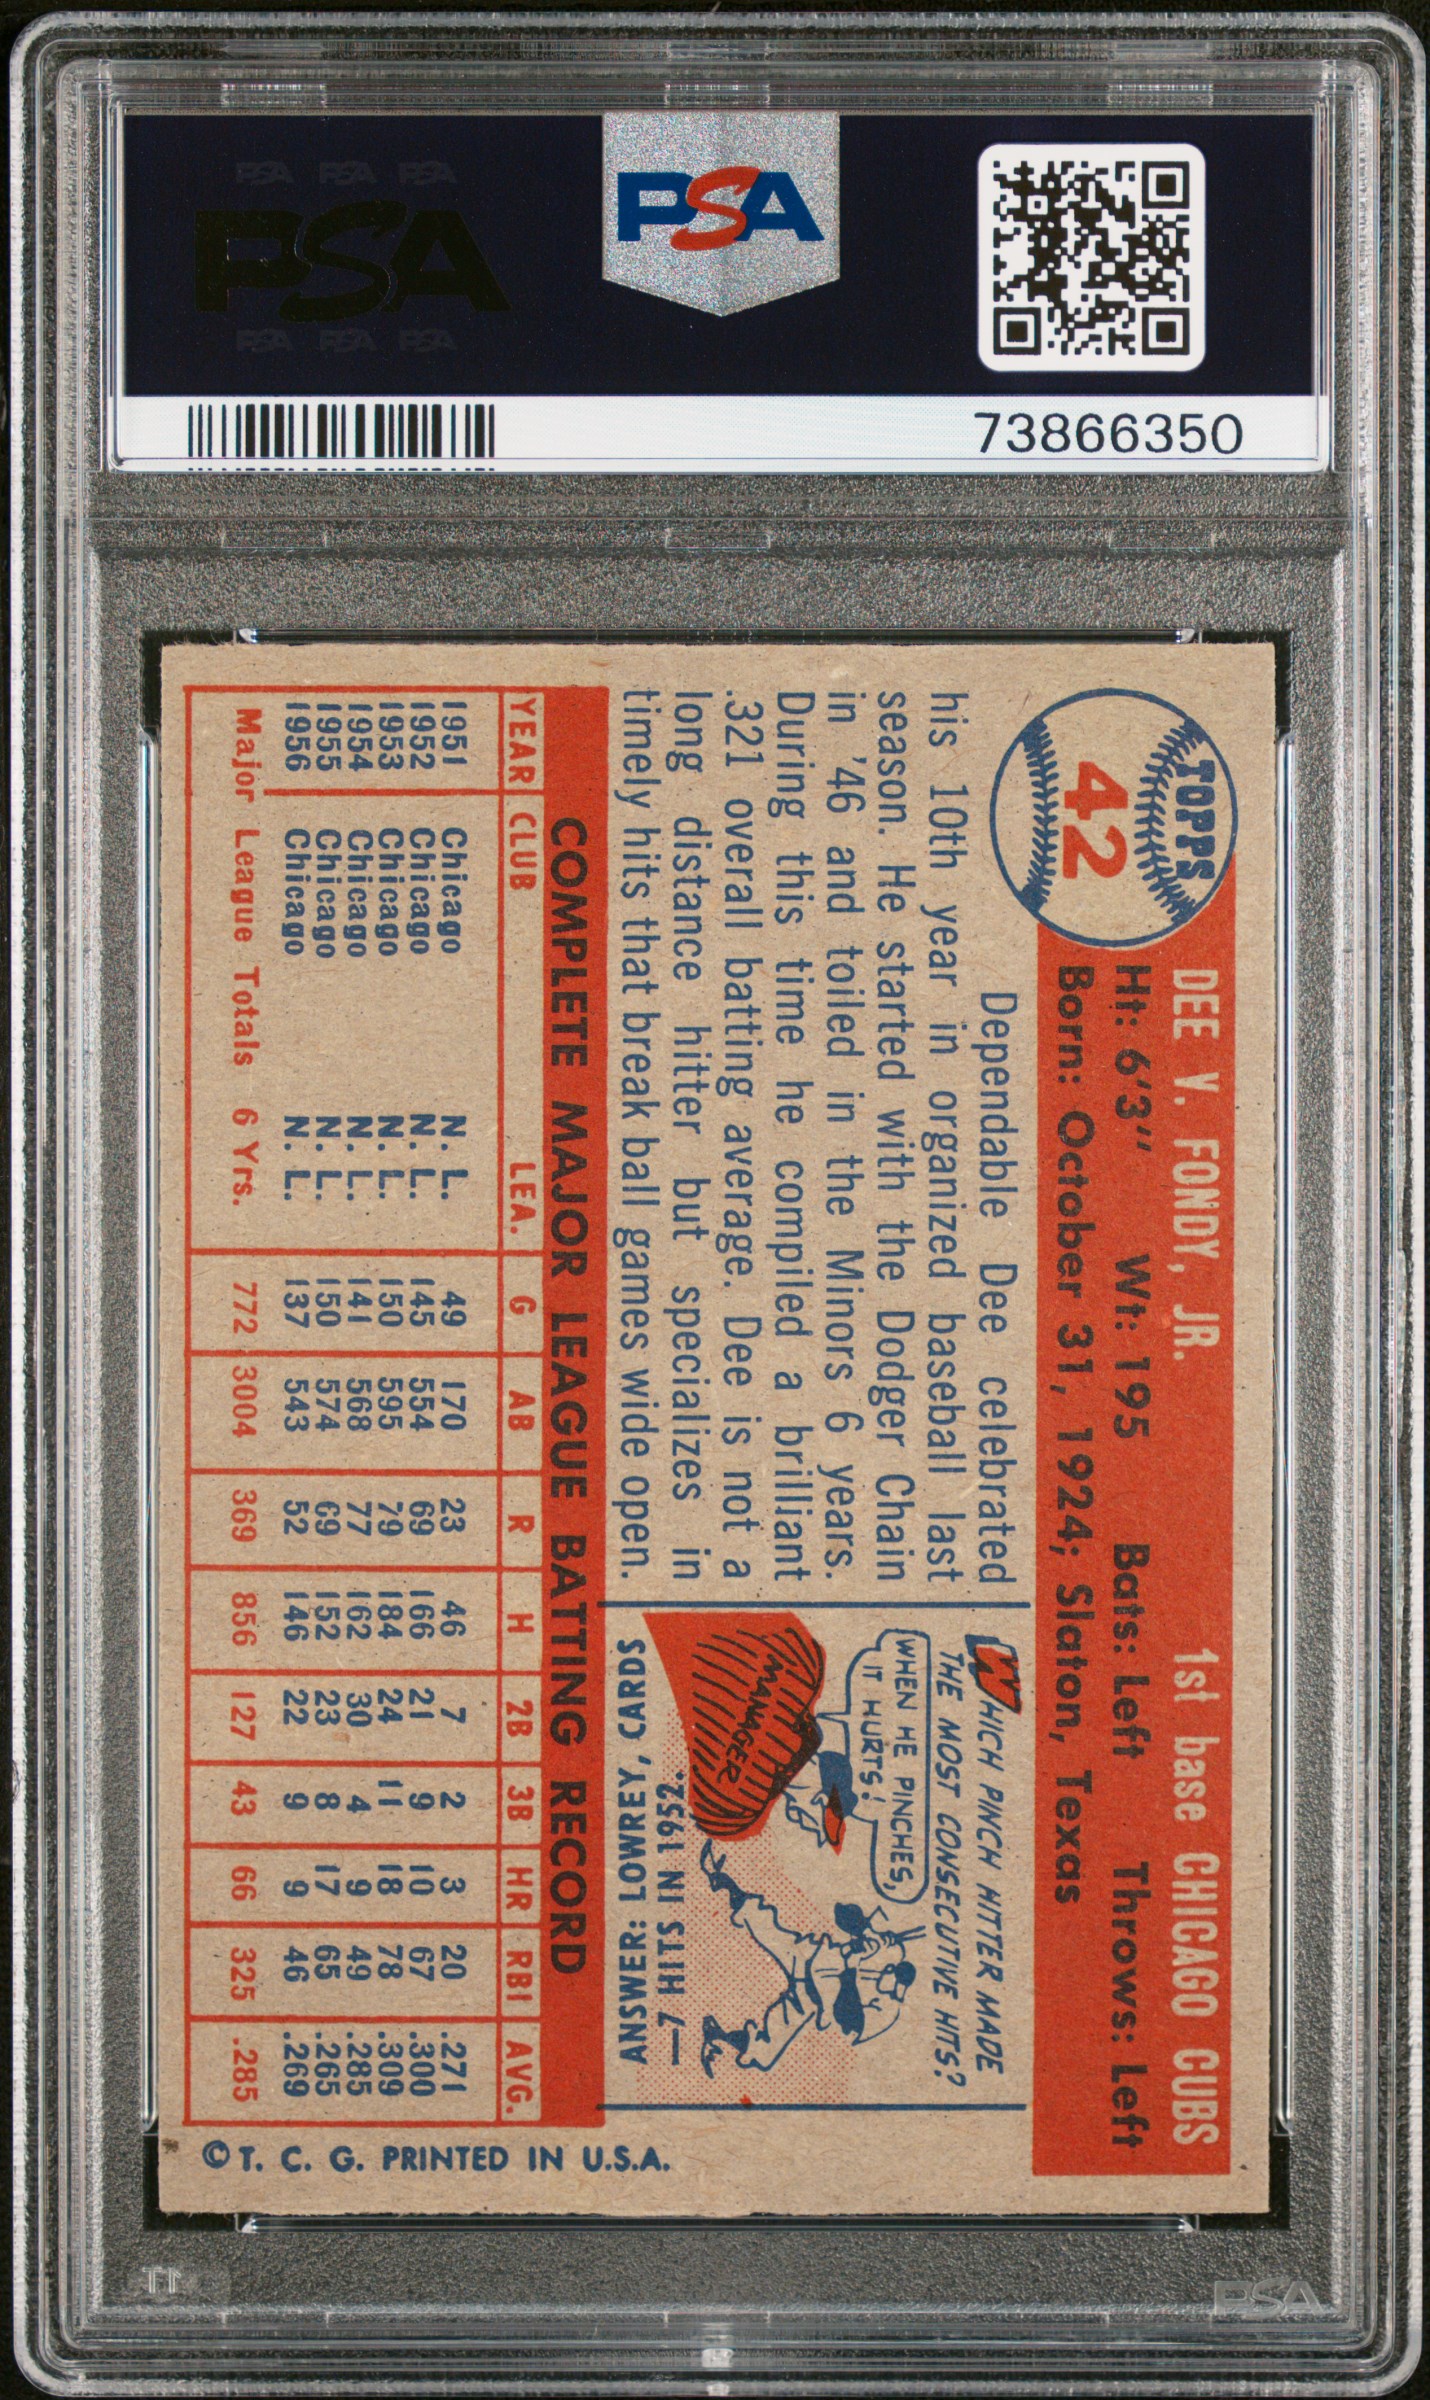 PSA PSA PSA
PSA
PSA PSA PSA
PSA
73866350
TOPPS
42
DEE V. FONDY, JR. 1st base CHICAGO CUBS
Ht: 6'3" Wt: 195 Bats: Left Throws: Left
Born: October 31, 1924; Slaton, Texas
Dependable Dee celebrated
his 10th year in organized baseball last
season. He started with the Dodger Chain
in '46 and toiled in the Minors 6 years.
During this time he compiled a brilliant
.321 overall batting average. Dee is not a
long distance hitter but specializes in
timely hits that break ball games wide open.
WHICH PINCH HITTER MADE
THE MOST CONSECUTIVE HITS?
WHEN HE PINCHES,
IT HURTS!
MANAGER
ANSWER: LOWREY, CARDS
—7 HITS IN 1952.
COMPLETE MAJOR LEAGUE BATTING RECORD
YEAR CLUB LEA. G AB R H 2B 3B HR RBI AVG.
1951 Chicago N. L. 49 170 23 46 7 2 3 20 .271
1952 Chicago N. L. 145 554 69 166 21 9 10 67 .300
1953 Chicago N. L. 150 595 79 184 24 11 18 78 .309
1954 Chicago N. L. 141 568 77 162 30 4 9 49 .285
1955 Chicago N. L. 150 574 69 152 23 8 17 65 .265
1956 Chicago N. L. 137 543 52 146 22 9 9 46 .269
Major League Totals 6 Yrs. 772 3004 369 856 127 43 66 325 .285
© T. C. G. PRINTED IN U.S.A.
PSA